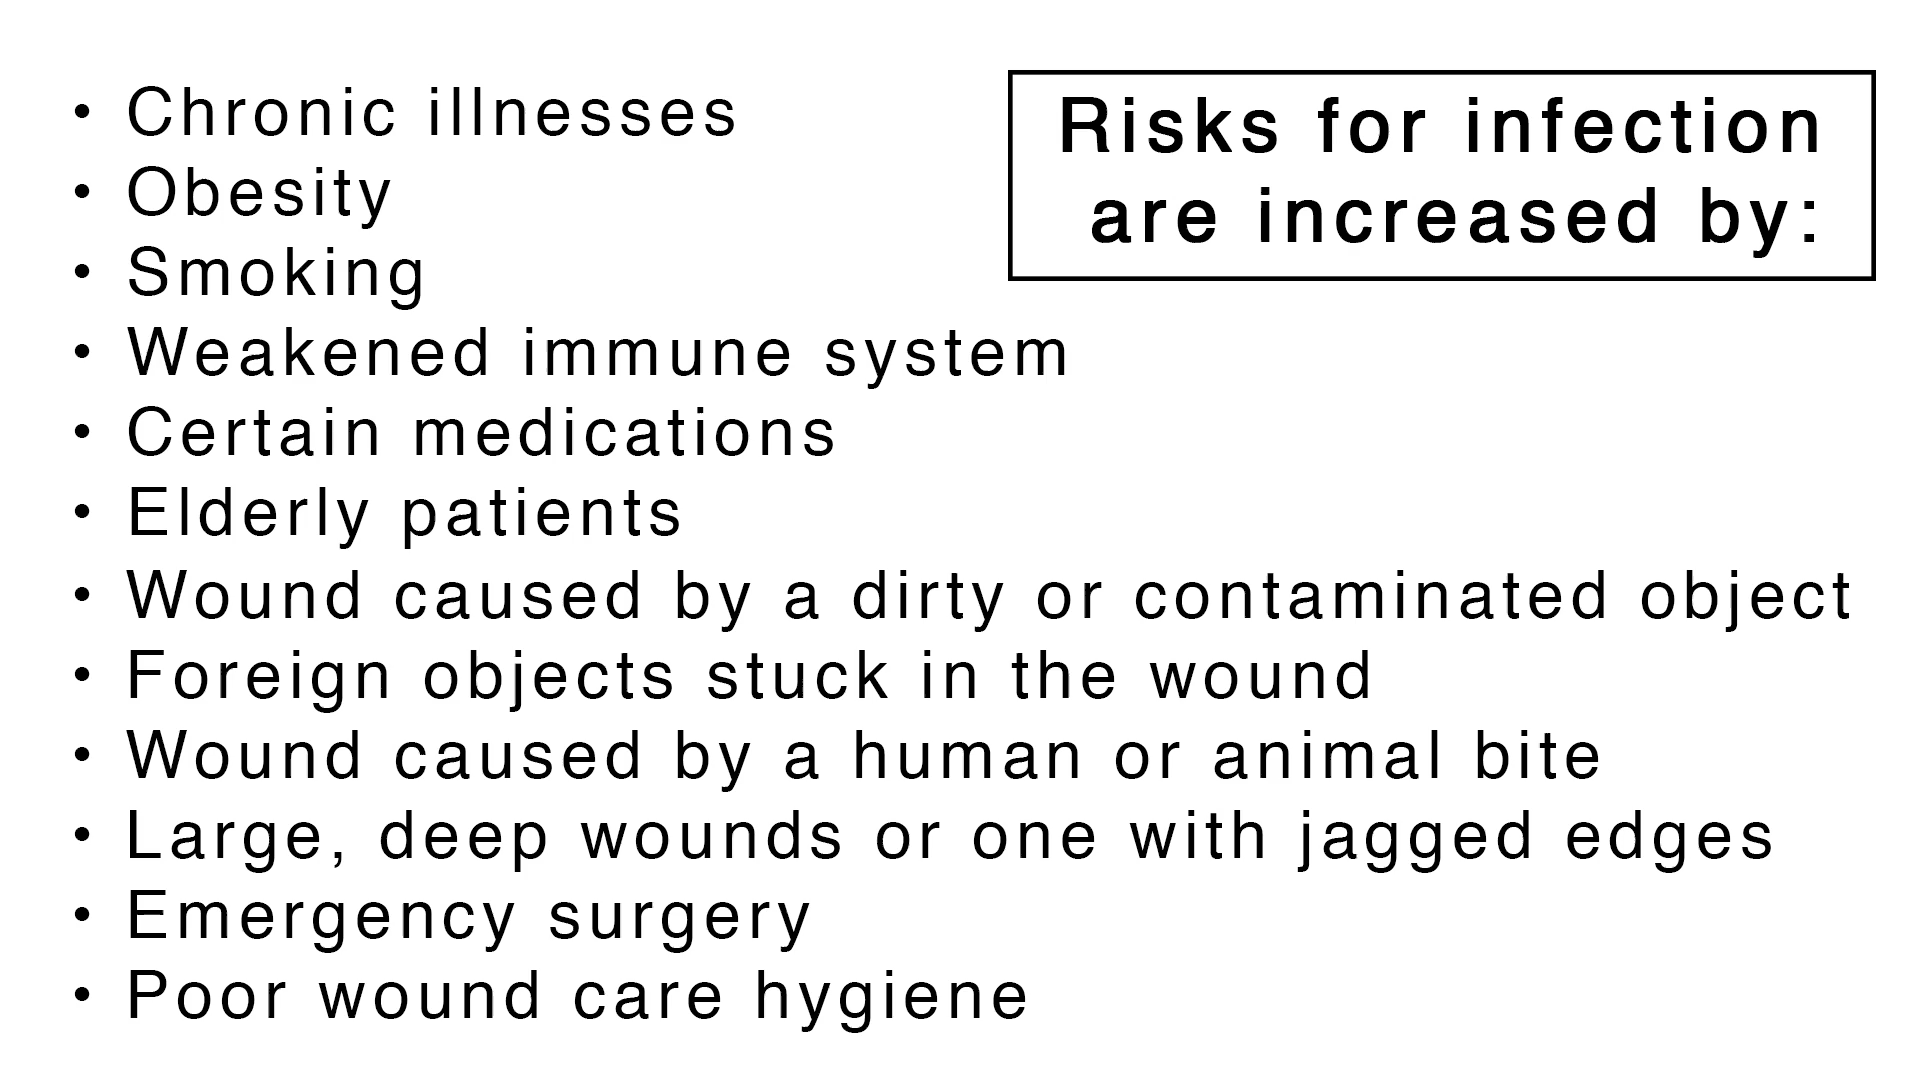 Risks for infection
are increased by:
• Chronic illnesses
• Obesity
• Smoking
• Weakened immune system
• Certain medications
• Elderly patients
• Wound caused by a dirty or contaminated object
• Foreign objects stuck in the wound
• Wound caused by a human or animal bite
• Large, deep wounds or one with jagged edges
• Emergency surgery
• Poor wound care hygiene